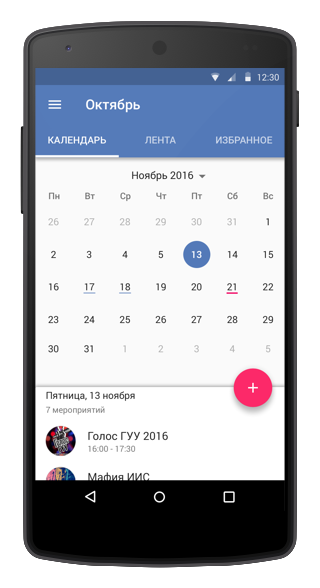 12:30
Октябрь
КАЛЕНДАРЬ ЛЕНТА ИЗБРАННОЕ
Ноябрь 2016
Пн Вт Ср Чт Пт Сб Вс
26 27 28 29 30 31 1
2 3 4 5 13 14 15
16 17 18 19 20 21 22
23 24 25 26 27 28 29
30 31 1 2 3 4 5
+
Пятница, 13 ноября
7 мероприятий
Голос ГУУ 2016
16:00 - 17:30
Мафия ИИС